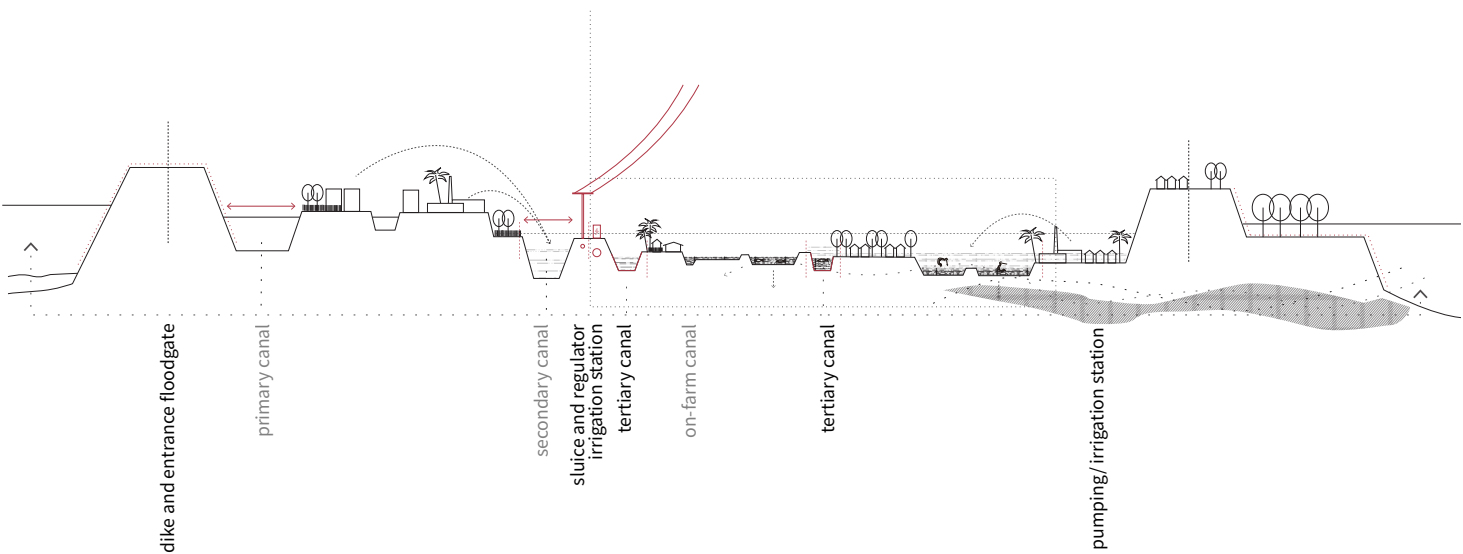 dike and entrance floodgate
primary canal
secondary canal
sluice and regulator
irrigation station
tertiary canal
on-farm canal
tertiary canal
pumping/ irrigation station